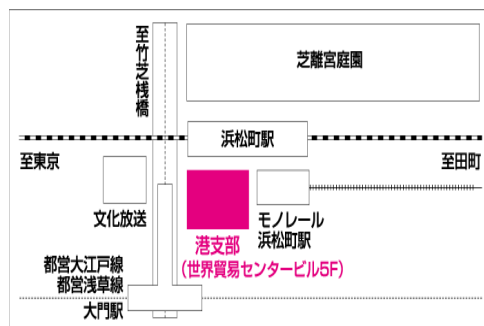 至竹芝桟橋
芝離宮庭園
浜松町駅
至東京
至田町
文化放送
モノレール
浜松町駅
港支部
(世界貿易センタービル5F)
都営大江戸線
都営浅草線
大門駅